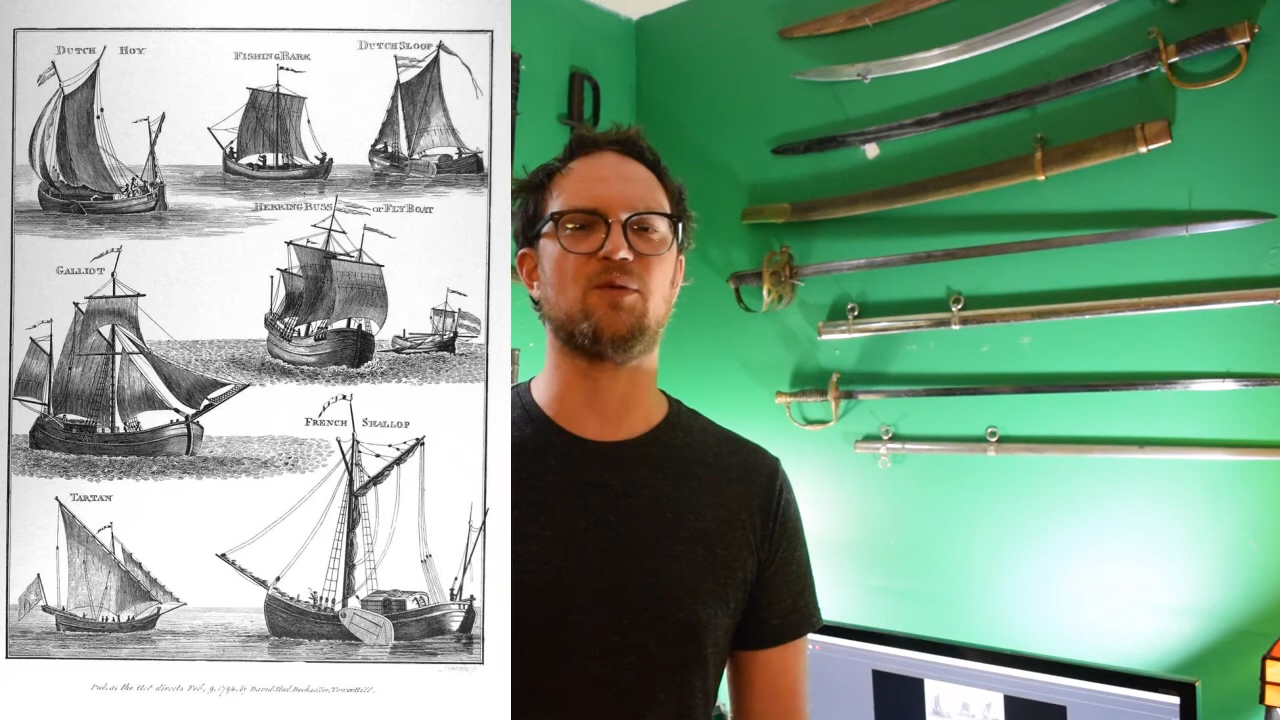 DUTCH HOY
FISHING BARK
DUTCH SLOOP
HERRING BUSS or FLY BOAT
GALLIOT
FRENCH SHALLOP
TARTAN
Pub. as the Act directs Feb. 9, 1794, by David Steel, Bookseller, Tower Hill.